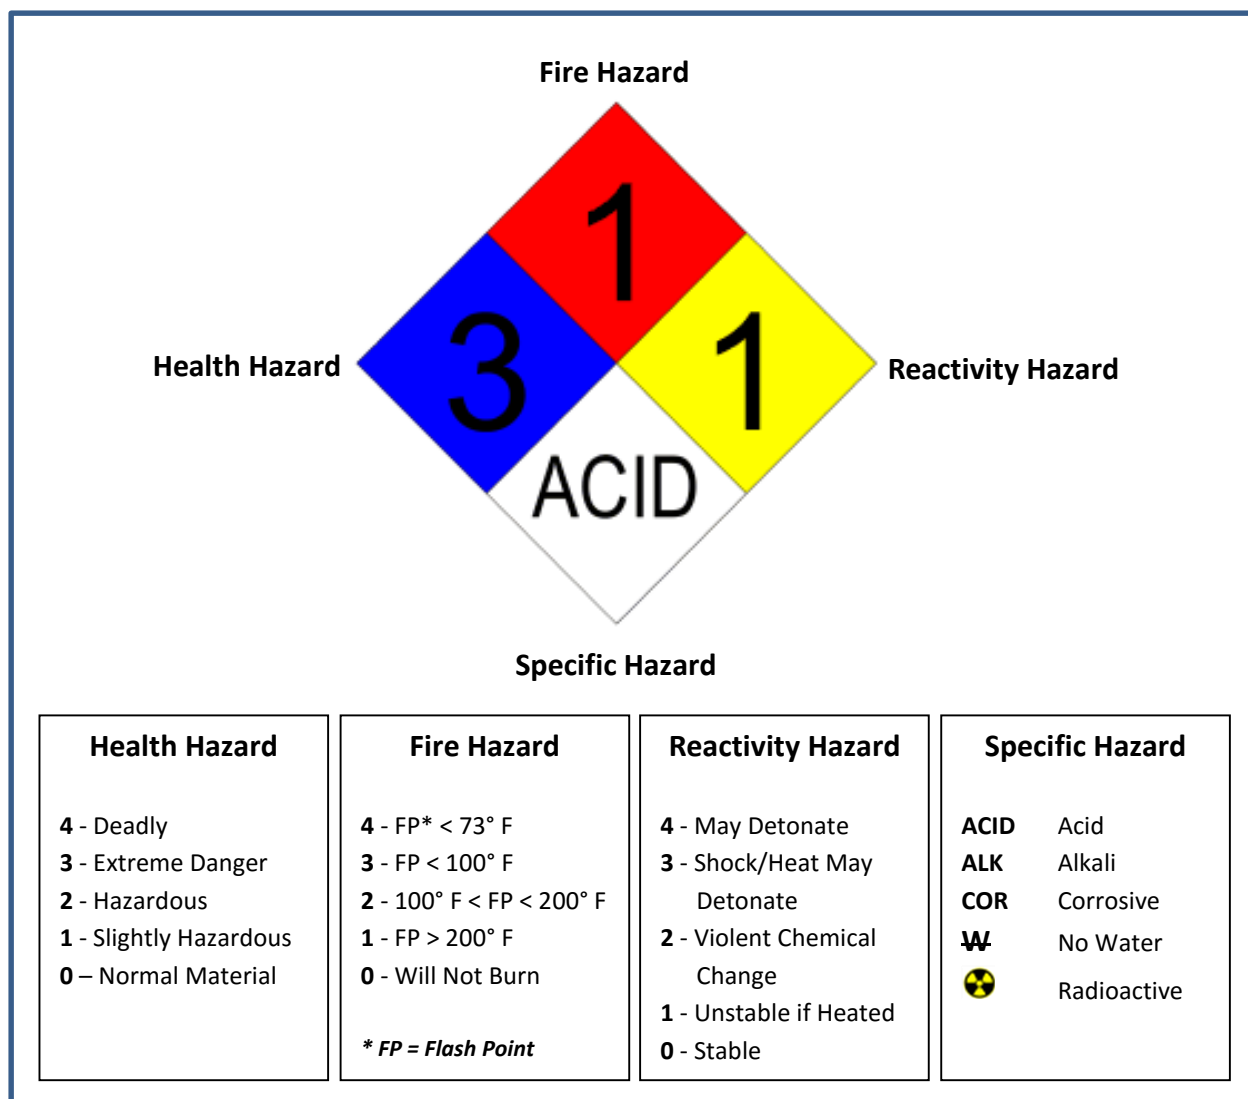 Fire Hazard
1
3
1
Health Hazard
Reactivity Hazard
ACID
Specific Hazard
Health Hazard
4 - Deadly
3 - Extreme Danger
2 - Hazardous
1 - Slightly Hazardous
0 – Normal Material
Fire Hazard
4 - FP* < 73° F
3 - FP < 100° F
2 - 100° F < FP < 200° F
1 - FP > 200° F
0 - Will Not Burn
* FP = Flash Point
Reactivity Hazard
4 - May Detonate
3 - Shock/Heat May
Detonate
2 - Violent Chemical
Change
1 - Unstable if Heated
0 - Stable
Specific Hazard
ACID Acid
ALK Alkali
COR Corrosive
W No Water
Radioactive